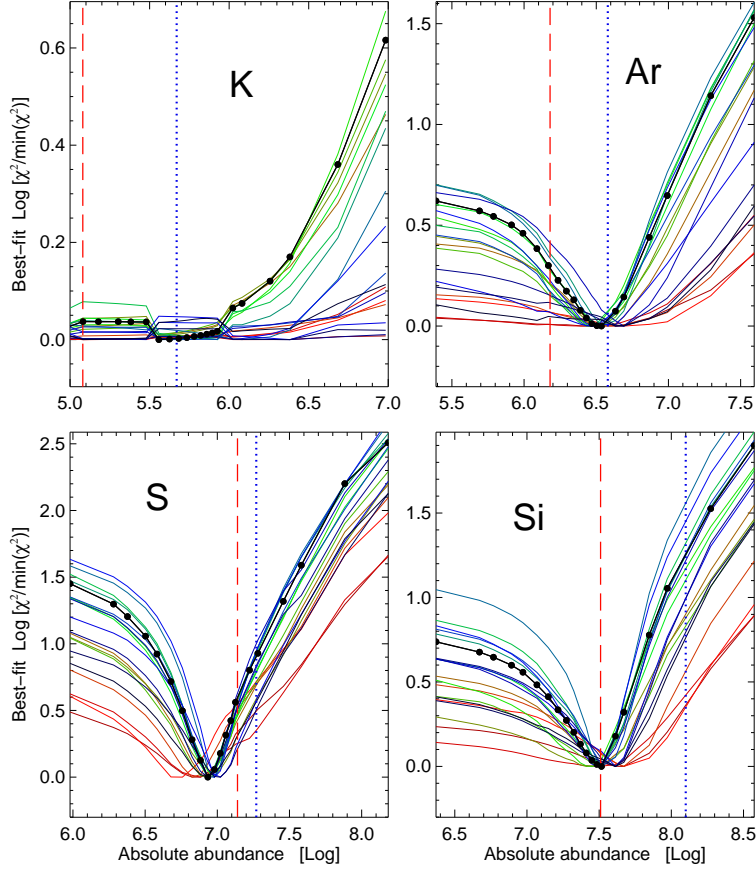 K
Ar
Best-fit Log [χ²/min(χ²)]
0.6
0.4
0.2
0.0
1.5
1.0
0.5
0.0
5.0 5.5 6.0 6.5 7.0
5.5 6.0 6.5 7.0 7.5
S
Si
Best-fit Log [χ²/min(χ²)]
2.5
2.0
1.5
1.0
0.5
0.0
1.5
1.0
0.5
0.0
6.0 6.5 7.0 7.5 8.0
6.5 7.0 7.5 8.0 8.5
Absolute abundance [Log]
Absolute abundance [Log]